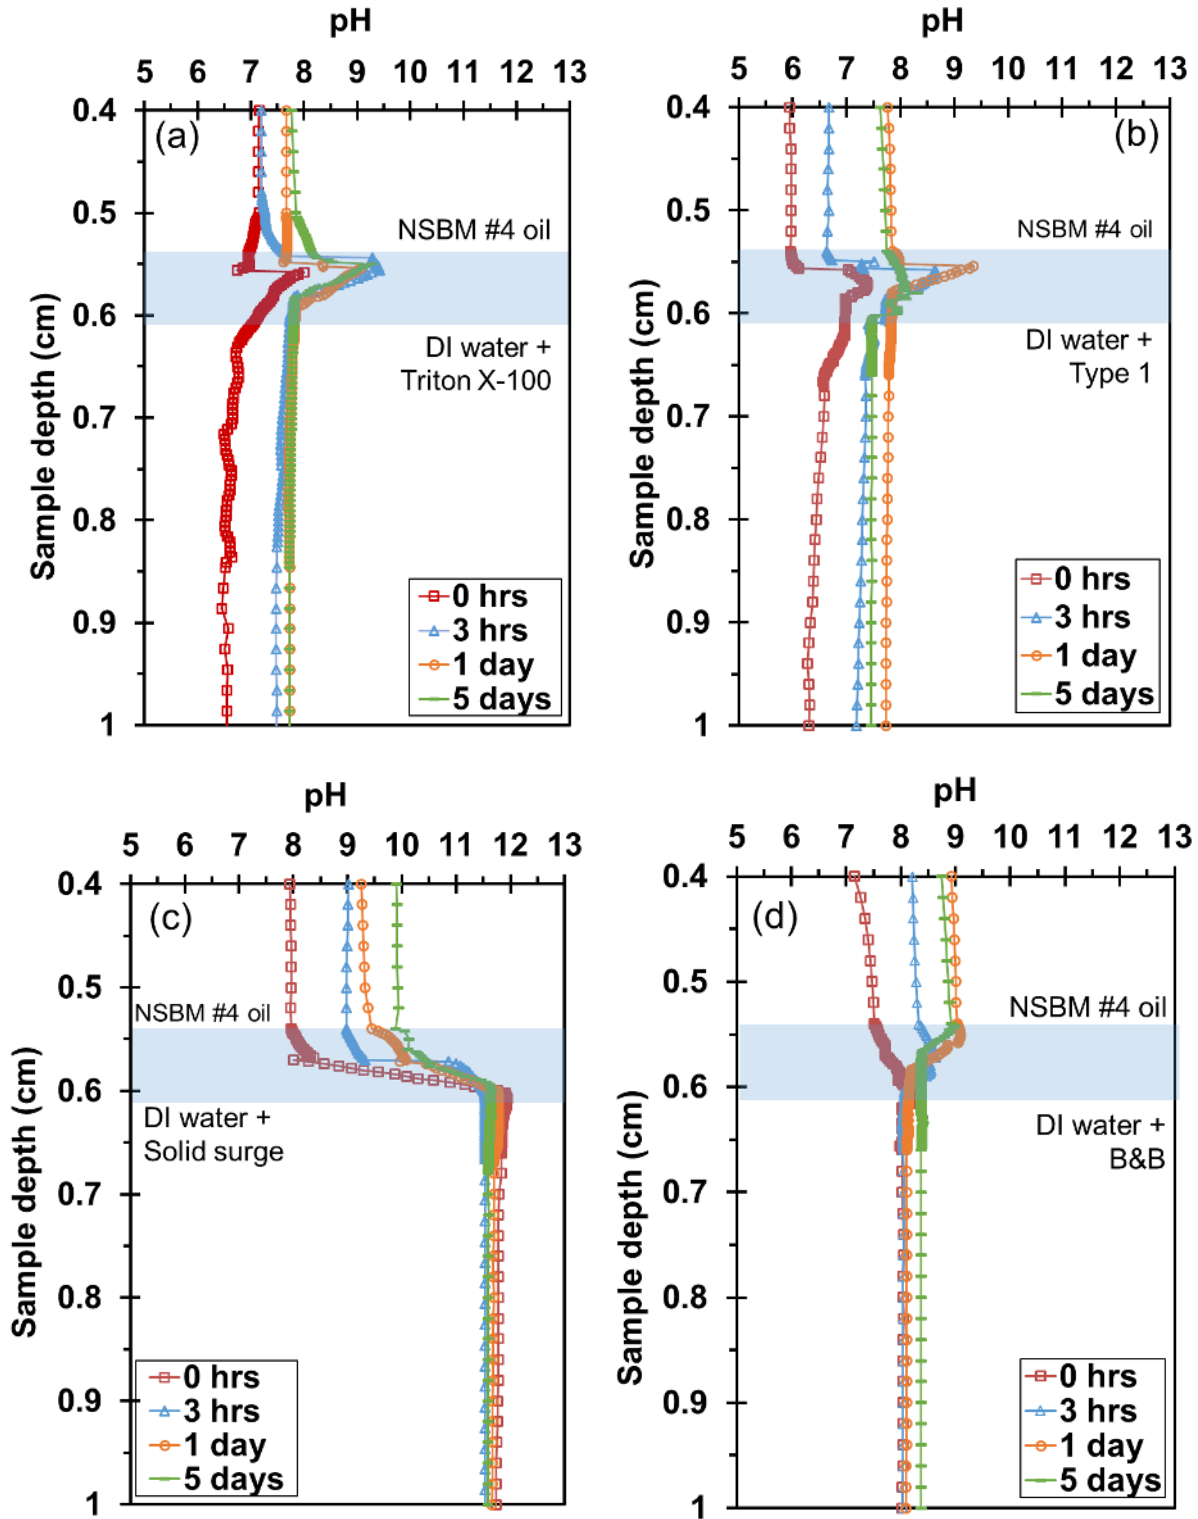 pH
5 6 7 8 9 10 11 12 13
0.4
(a)
0.5
NSBM #4 oil
0.6
DI water +
Triton X-100
0.7
0.8
0.9
1
Sample depth (cm)
0 hrs
3 hrs
1 day
5 days
pH
5 6 7 8 9 10 11 12 13
0.4
(b)
0.5
NSBM #4 oil
0.6
DI water +
Type 1
0.7
0.8
0.9
1
Sample depth (cm)
0 hrs
3 hrs
1 day
5 days
pH
5 6 7 8 9 10 11 12 13
0.4
(c)
0.5
NSBM #4 oil
0.6
DI water +
Solid surge
0.7
0.8
0.9
1
Sample depth (cm)
0 hrs
3 hrs
1 day
5 days
pH
5 6 7 8 9 10 11 12 13
0.4
(d)
0.5
NSBM #4 oil
0.6
DI water +
B&B
0.7
0.8
0.9
1
Sample depth (cm)
0 hrs
3 hrs
1 day
5 days